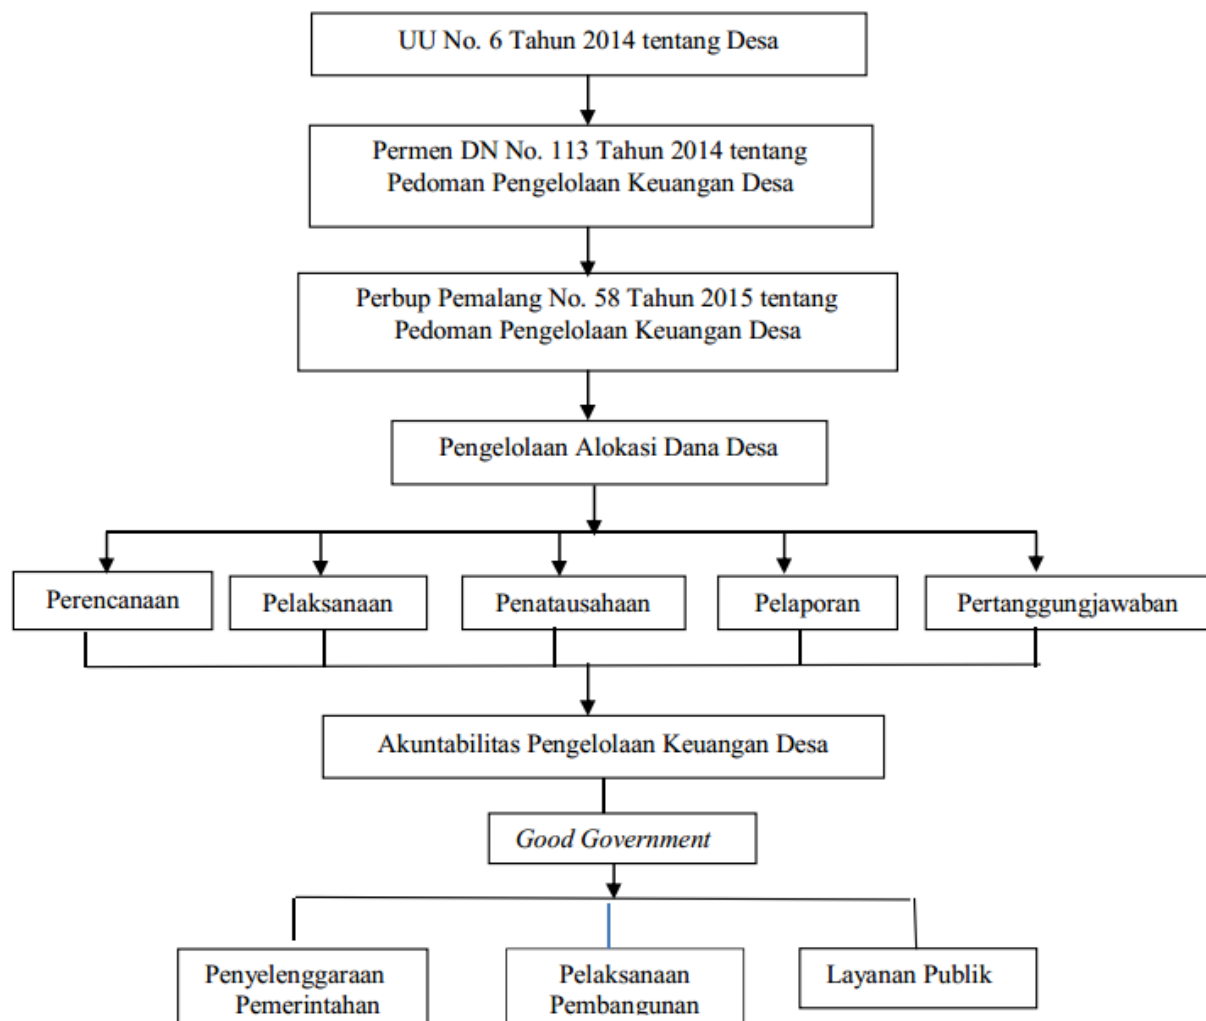 UU No. 6 Tahun 2014 tentang Desa
Permen DN No. 113 Tahun 2014 tentang
Pedoman Pengelolaan Keuangan Desa
Perbup Pemalang No. 58 Tahun 2015 tentang
Pedoman Pengelolaan Keuangan Desa
Pengelolaan Alokasi Dana Desa
Perencanaan
Pelaksanaan
Penatausahaan
Pelaporan
Pertanggungjawaban
Akuntabilitas Pengelolaan Keuangan Desa
Good Government
Penyelenggaraan
Pemerintahan
Pelaksanaan
Pembangunan
Layanan Publik